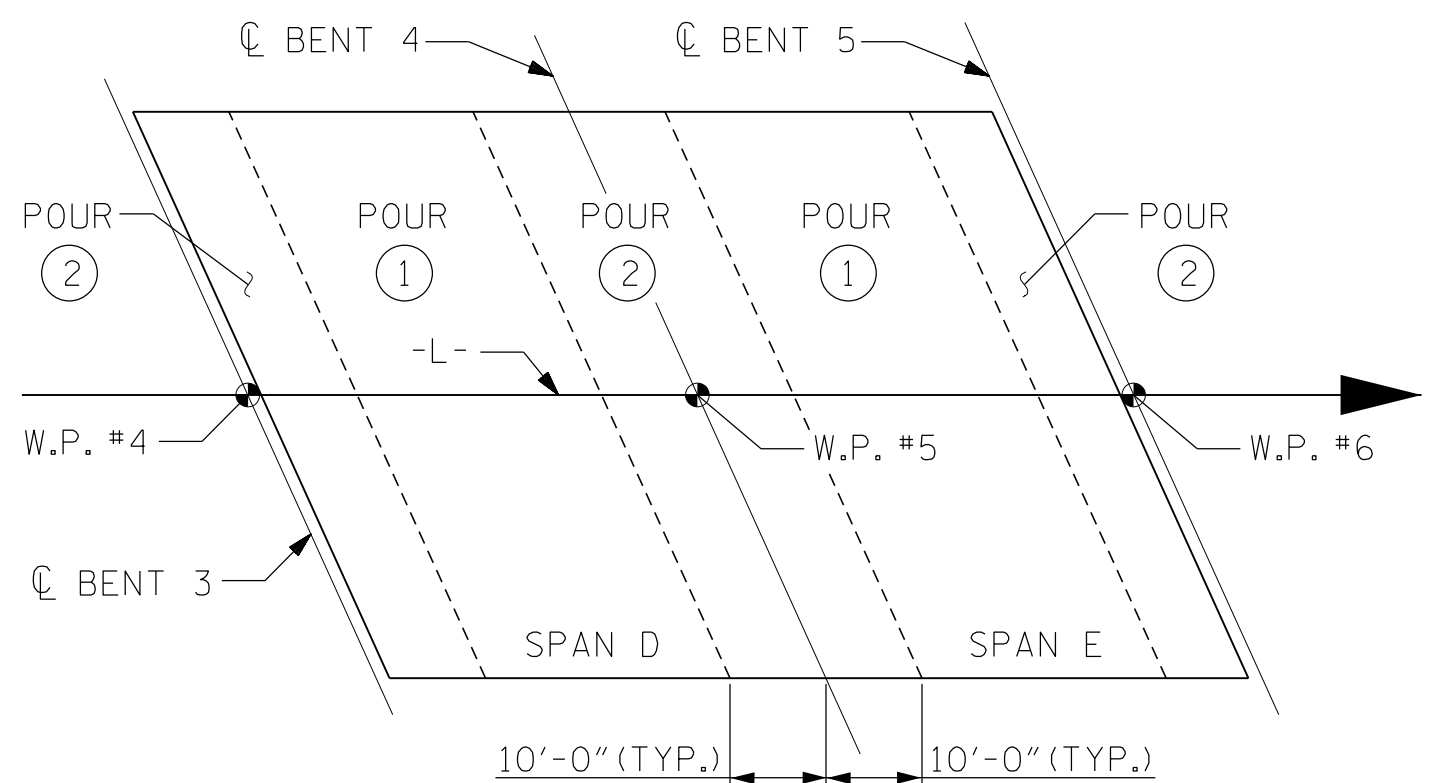 ℄ BENT 4
℄ BENT 5
POUR
2
POUR
1
POUR
2
POUR
1
POUR
2
-L-
W.P. #4
W.P. #5
W.P. #6
℄ BENT 3
SPAN D
SPAN E
10'-0" (TYP.)
10'-0" (TYP.)